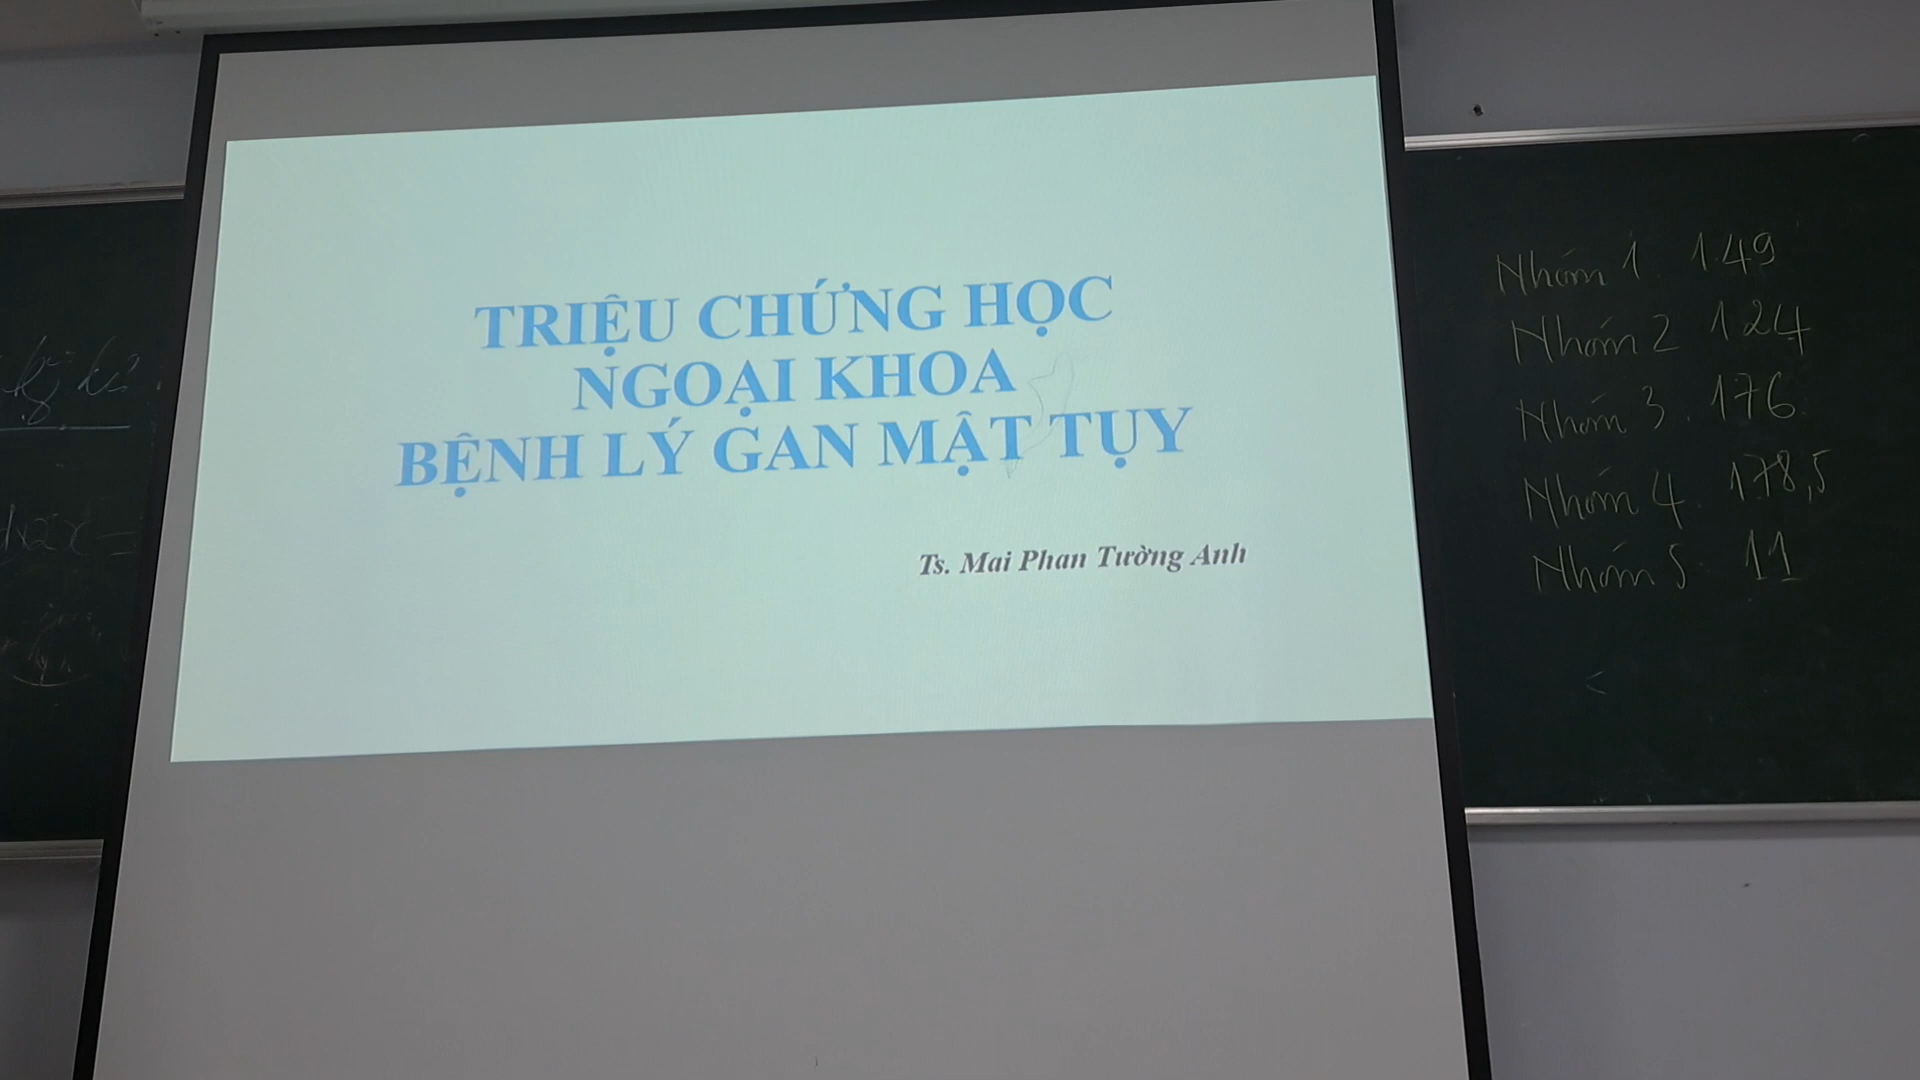 TRIỆU CHỨNG HỌC
NGOẠI KHOA
BỆNH LÝ GAN MẬT TỤY
Ts. Mai Phan Tường Anh
Nhóm 1. 149
Nhóm 2 124
Nhóm 3. 176
Nhóm 4. 178,5
Nhóm 5. 11